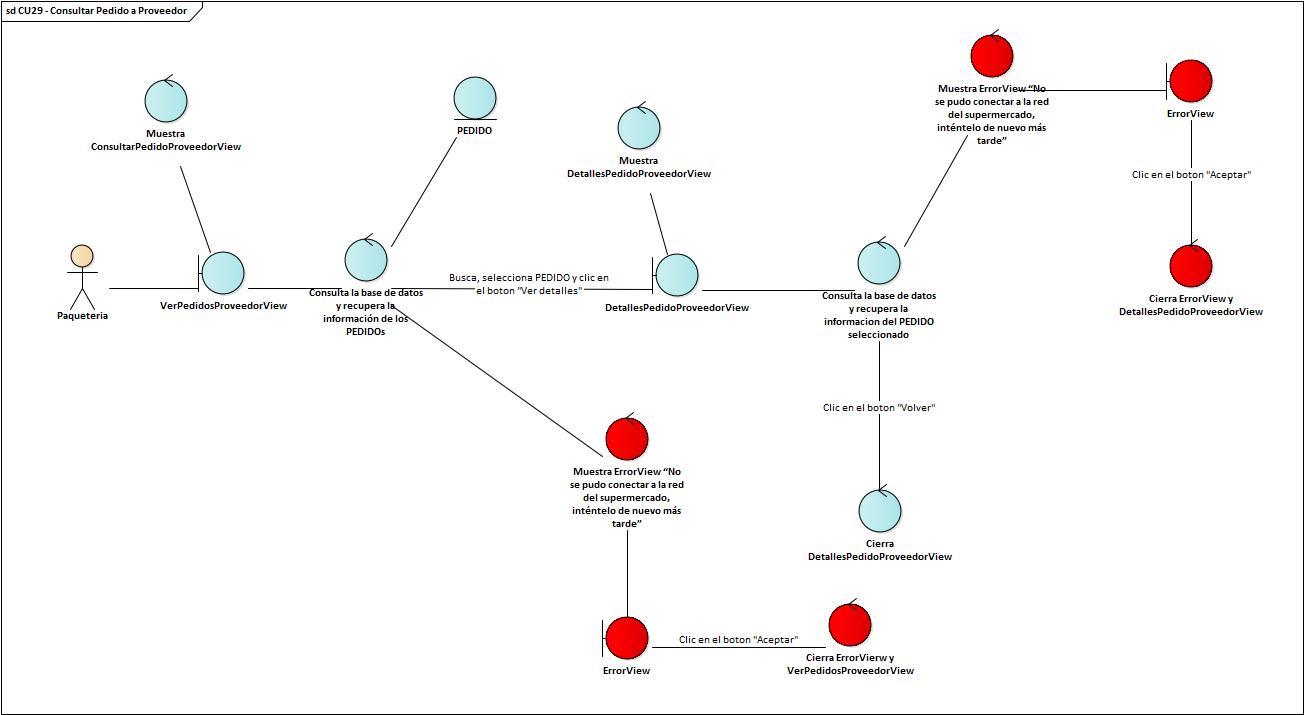 sd CU29 - Consultar Pedido a Proveedor
Muestra
ConsultarPedidoProveedorView
PEDIDO
Muestra
DetallesPedidoProveedorView
Muestra ErrorView “No
se pudo conectar a la red
del supermercado,
inténtelo de nuevo más
tarde”
ErrorView
Clic en el boton "Aceptar"
Paqueteria
VerPedidosProveedorView
Consulta la base de datos
y recupera la
información de los
PEDIDOs
Busca, selecciona PEDIDO y clic en
el boton "Ver detalles"
DetallesPedidoProveedorView
Consulta la base de datos
y recupera la
informacion del PEDIDO
seleccionado
Cierra ErrorView y
DetallesPedidoProveedorView
Clic en el boton "Volver"
Muestra ErrorView “No
se pudo conectar a la red
del supermercado,
inténtelo de nuevo más
tarde”
Cierra
DetallesPedidoProveedorView
ErrorView
Clic en el boton "Aceptar"
Cierra ErrorVierw y
VerPedidosProveedorView